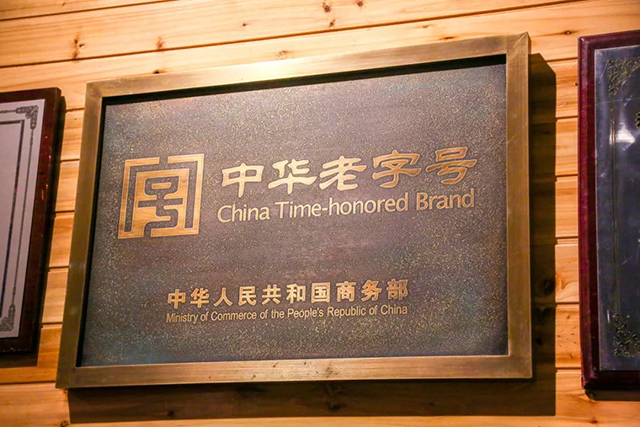 中华老字号
China Time-honored Brand
中华人民共和国商务部
Ministry of Commerce of the People's Republic of China